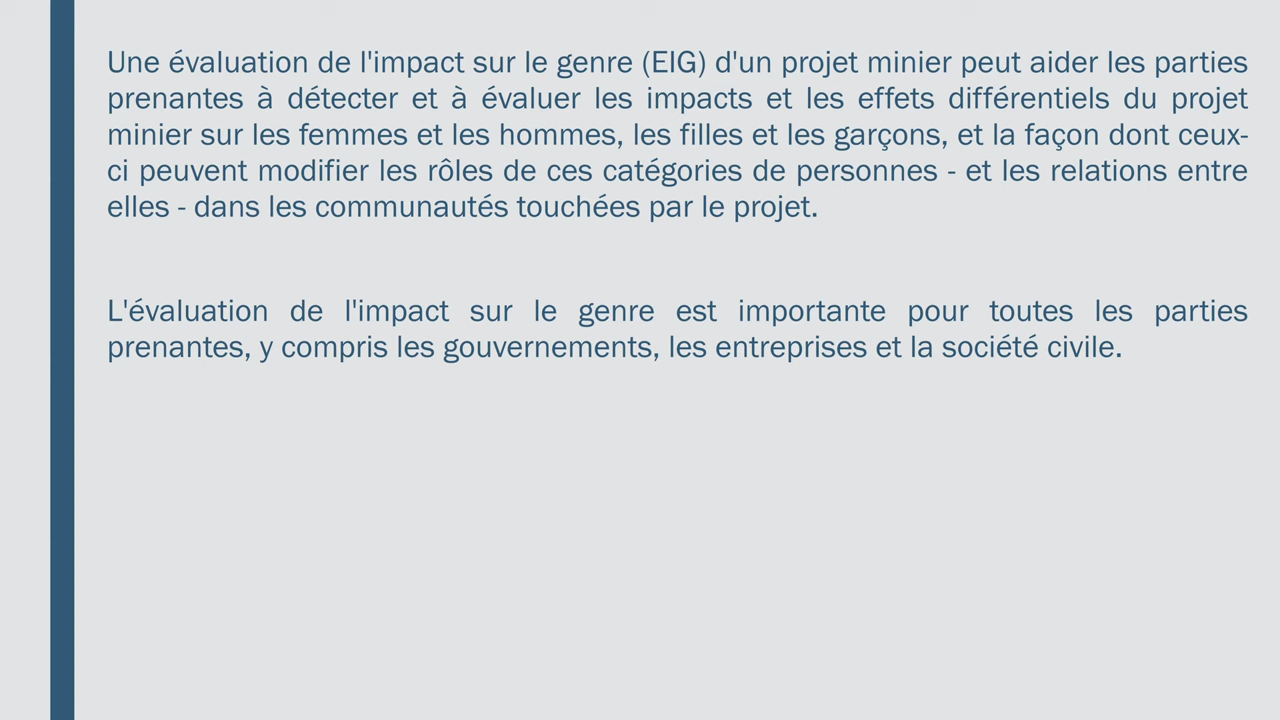 Une évaluation de l'impact sur le genre (EIG) d'un projet minier peut aider les parties
prenantes à détecter et à évaluer les impacts et les effets différentiels du projet
minier sur les femmes et les hommes, les filles et les garçons, et la façon dont ceux-
ci peuvent modifier les rôles de ces catégories de personnes - et les relations entre
elles - dans les communautés touchées par le projet.
L'évaluation de l'impact sur le genre est importante pour toutes les parties
prenantes, y compris les gouvernements, les entreprises et la société civile.